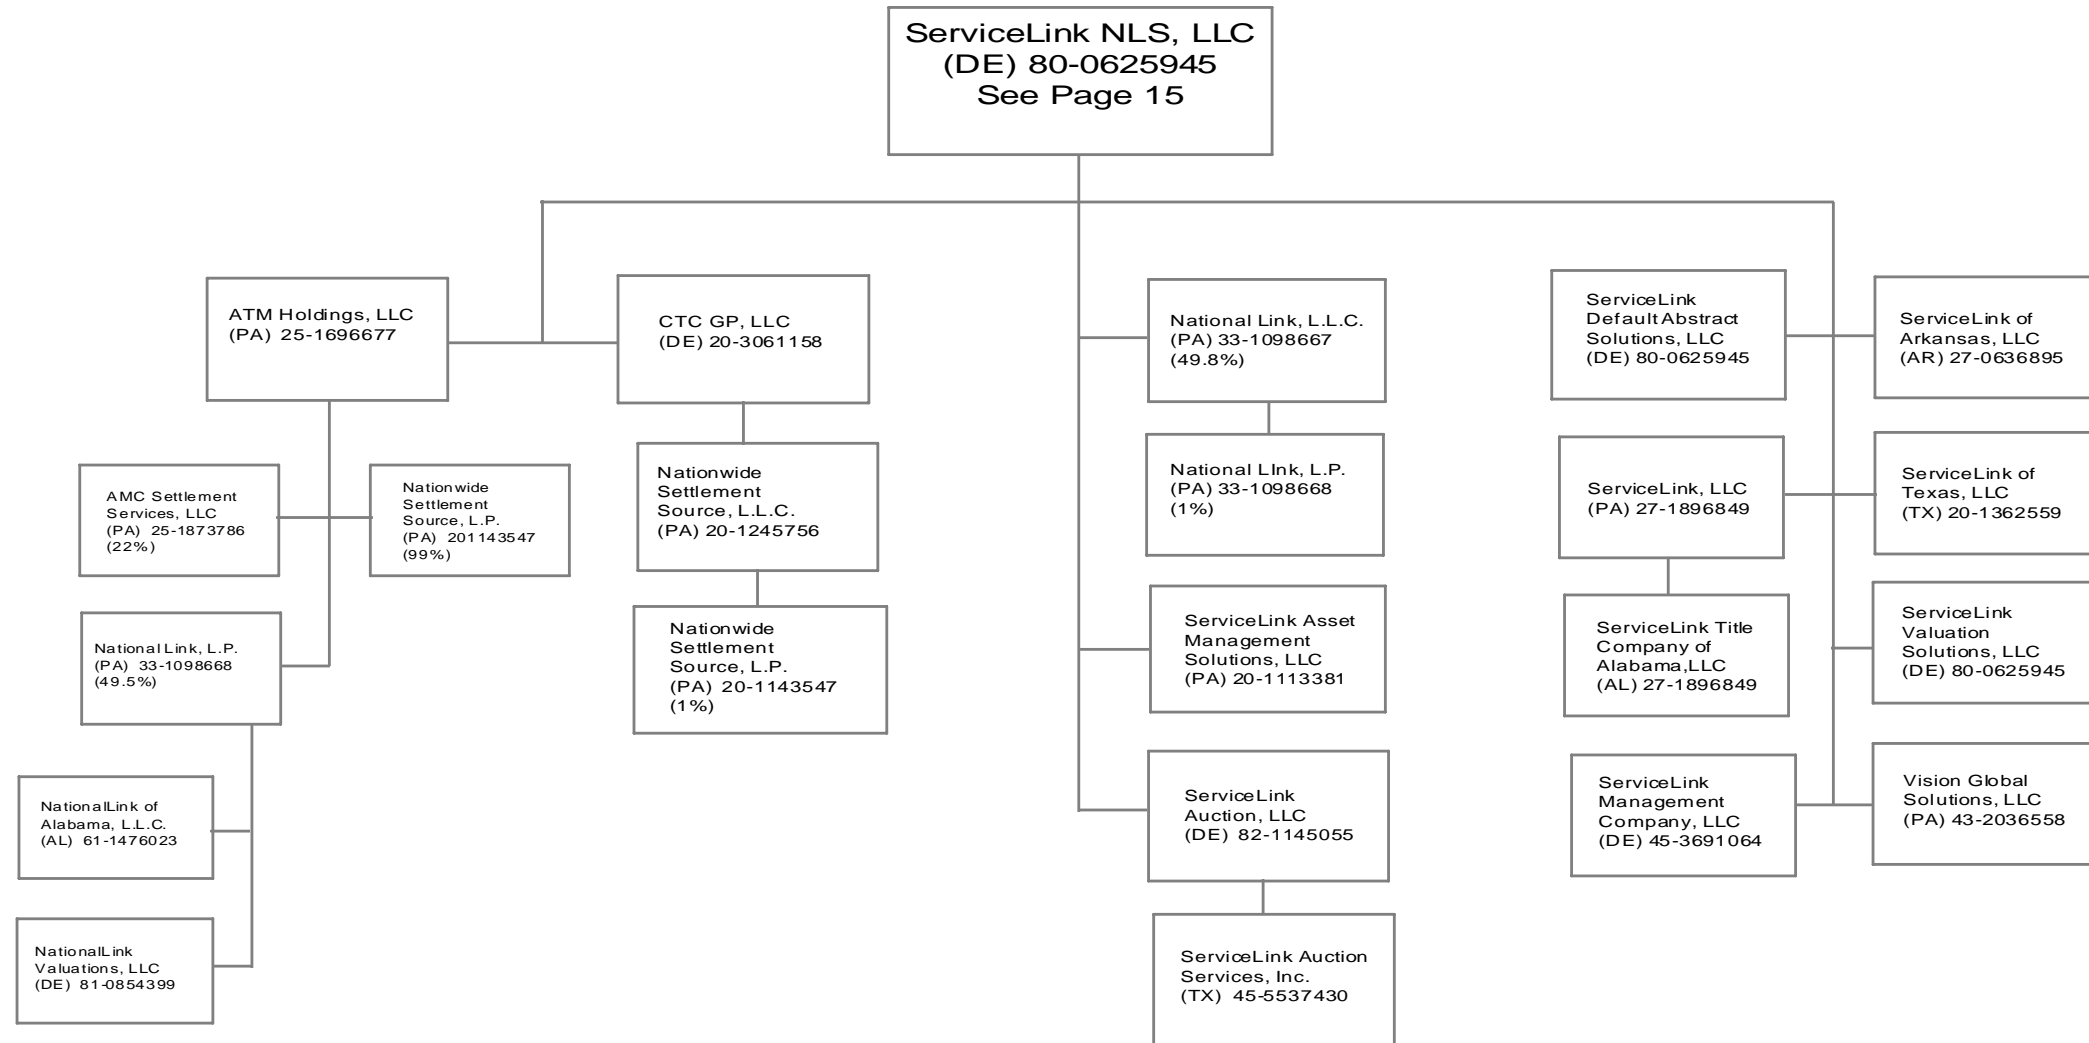 ServiceLink NLS, LLC
(DE) 80-0625945
See Page 15
ATM Holdings, LLC
(PA) 25-1696677
CTC GP, LLC
(DE) 20-3061158
National Link, L.L.C.
(PA) 33-1098667
(49.8%)
ServiceLink
Default Abstract
Solutions, LLC
(DE) 80-0625945
ServiceLink of
Arkansas, LLC
(AR) 27-0636895
AMC Settlement
Services, LLC
(PA) 25-1873786
(22%)
Nationwide
Settlement
Source, L.P.
(PA) 201143547
(99%)
Nationwide
Settlement
Source, L.L.C.
(PA) 20-1245756
National LInk, L.P.
(PA) 33-1098668
(1%)
ServiceLink, LLC
(PA) 27-1896849
ServiceLink of
Texas, LLC
(TX) 20-1362559
National Link, L.P.
(PA) 33-1098668
(49.5%)
Nationwide
Settlement
Source, L.P.
(PA) 20-1143547
(1%)
ServiceLink Asset
Management
Solutions, LLC
(PA) 20-1113381
ServiceLink Title
Company of
Alabama,LLC
(AL) 27-1896849
ServiceLink
Valuation
Solutions, LLC
(DE) 80-0625945
NationalLink of
Alabama, L.L.C.
(AL) 61-1476023
ServiceLink
Auction, LLC
(DE) 82-1145055
ServiceLink
Management
Company, LLC
(DE) 45-3691064
Vision Global
Solutions, LLC
(PA) 43-2036558
NationalLink
Valuations, LLC
(DE) 81-0854399
ServiceLink Auction
Services, Inc.
(TX) 45-5537430